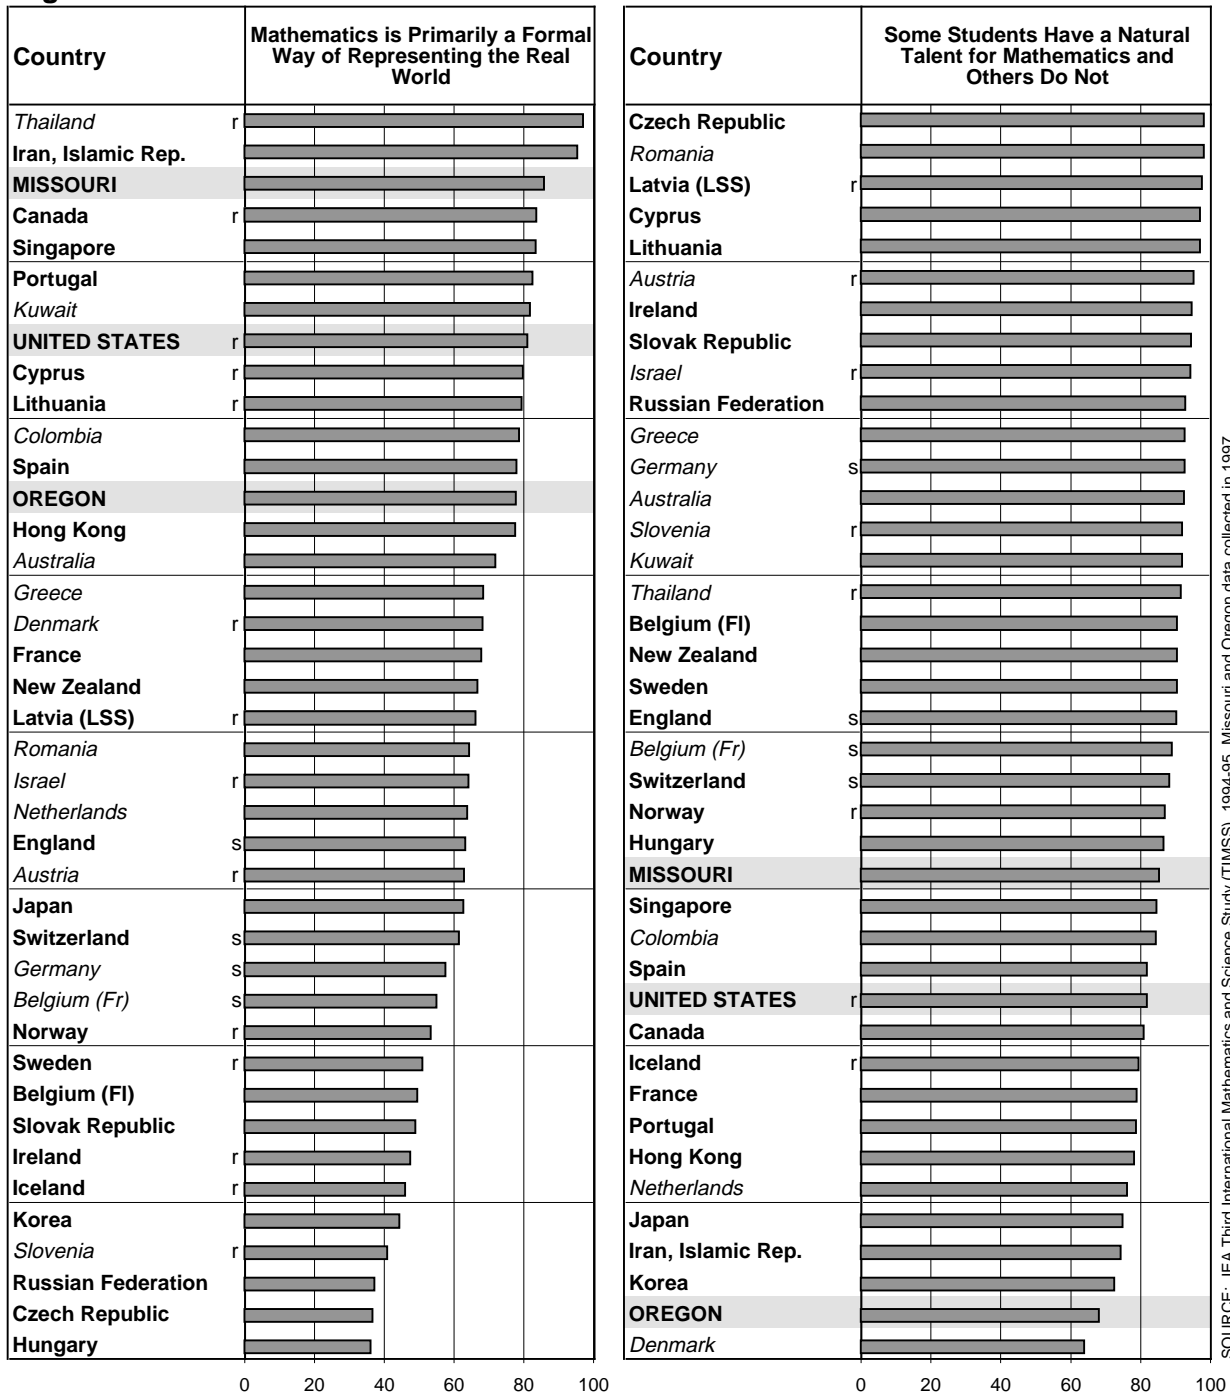 Country
Mathematics is Primarily a Formal
Way of Representing the Real
World
Thailand r
Iran, Islamic Rep.
MISSOURI
Canada r
Singapore
Portugal
Kuwait
UNITED STATES r
Cyprus r
Lithuania r
Colombia
Spain
OREGON
Hong Kong
Australia
Greece
Denmark r
France
New Zealand
Latvia (LSS) r
Romania
Israel r
Netherlands
England s
Austria r
Japan
Switzerland s
Germany s
Belgium (Fr) s
Norway r
Sweden r
Belgium (Fl)
Slovak Republic
Ireland r
Iceland r
Korea
Slovenia r
Russian Federation
Czech Republic
Hungary
0 20 40 60 80 100
Country
Some Students Have a Natural
Talent for Mathematics and
Others Do Not
Czech Republic
Romania
Latvia (LSS) r
Cyprus
Lithuania
Austria r
Ireland
Slovak Republic
Israel r
Russian Federation
Greece
Germany s
Australia
Slovenia r
Kuwait
Thailand r
Belgium (Fl)
New Zealand
Sweden
England s
Belgium (Fr) s
Switzerland s
Norway r
Hungary
MISSOURI
Singapore
Colombia
Spain
UNITED STATES r
Canada
Iceland r
France
Portugal
Hong Kong
Netherlands
Japan
Iran, Islamic Rep.
Korea
OREGON
Denmark
0 20 40 60 80 100
SOURCE: IEA Third International Mathematics and Science Study (TIMSS), 1994-95. Missouri and Oregon data collected in 1997.